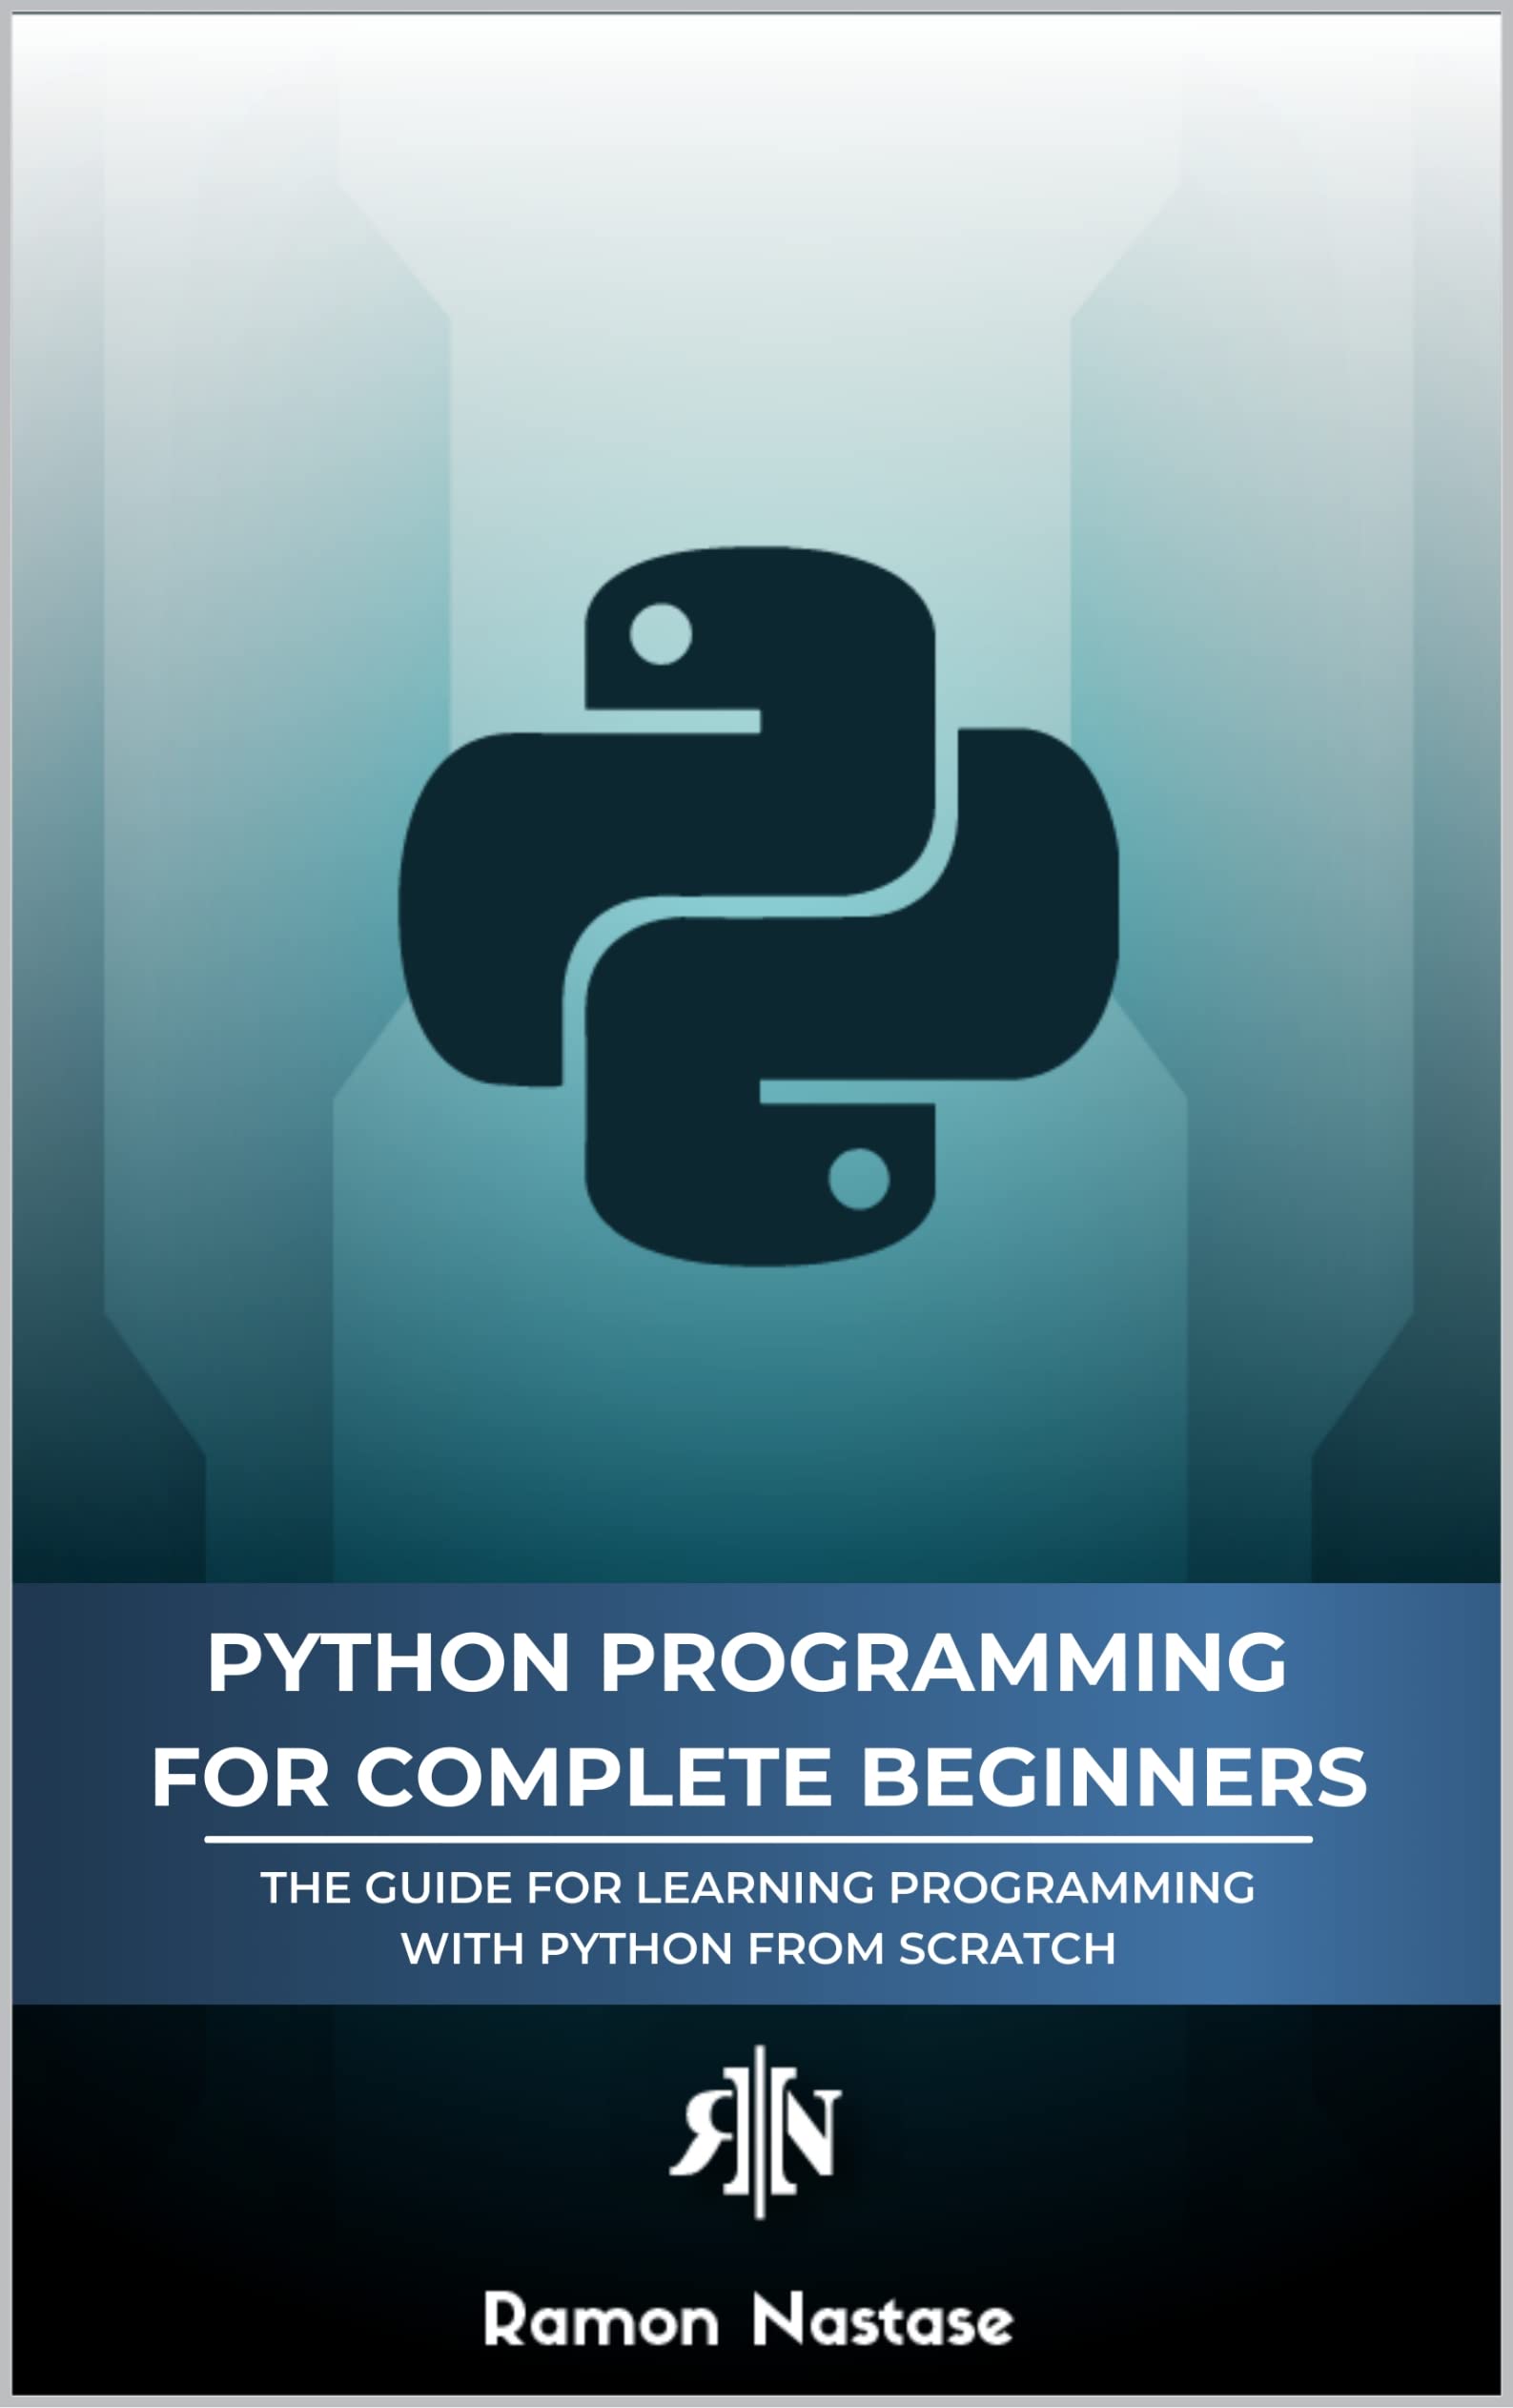 PYTHON PROGRAMMING
FOR COMPLETE BEGINNERS
THE GUIDE FOR LEARNING PROGRAMMING
WITH PYTHON FROM SCRATCH
RN
Ramon Nastase